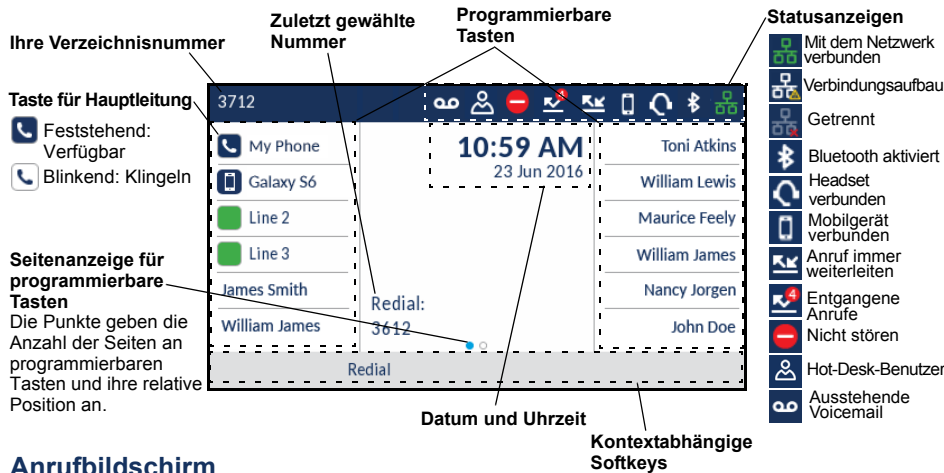 Ihre Verzeichnisnummer
Zuletzt gewählte
Nummer
Programmierbare
Tasten
Statusanzeigen
Taste für Hauptleitung
Feststehend:
Verfügbar
Blinkend: Klingeln
Seitenanzeige für
programmierbare
Tasten
Die Punkte geben die
Anzahl der Seiten an
programmierbaren
Tasten und ihre relative
Position an.
3712
4
My Phone
Galaxy S6
Line 2
Line 3
James Smith
William James
10:59 AM
23 Jun 2016
Redial:
3612
Toni Atkins
William Lewis
Maurice Feely
William James
Nancy Jorgen
John Doe
Redial
Mit dem Netzwerk
verbunden
Verbindungsaufbau
Getrennt
Bluetooth aktiviert
Headset
verbunden
Mobilgerät
verbunden
Anruf immer
weiterleiten
4
Entgangene
Anrufe
Nicht stören
Hot-Desk-Benutzer
Ausstehende
Voicemail
Datum und Uhrzeit
Kontextabhängige
Softkeys
Anrufbildschirm